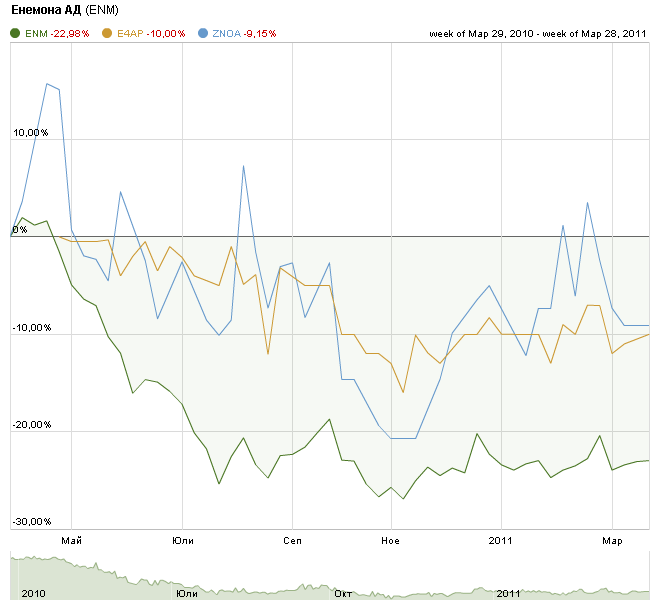 Енемона АД (ENM)
ENM -22,98% E4AP -10,00% ZNOA -9,15% week of Мар 29, 2010 - week of Мар 28, 2011
10,00%
0%
-10,00%
-20,00%
-30,00%
Май Юли Сеп Ное 2011 Мар
2010 Юли Окт 2011